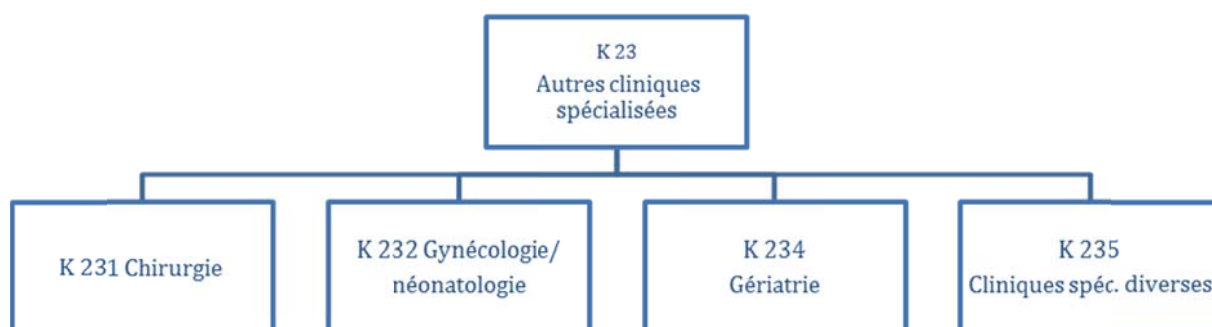 K 23
Autres cliniques
spécialisées
K 231 Chirurgie
K 232 Gynécologie/
néonatologie
K 234
Gériatrie
K 235
Cliniques spéc. diverses